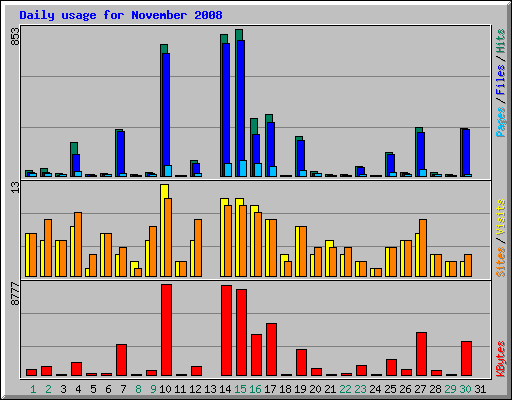 Daily usage for November 2008
853
Pages / Files / Hits
13
Sites / Visits
8777
KBytes
1 2 3 4 5 6 7 8 9 10 11 12 13 14 15 16 17 18 19 20 21 22 23 24 25 26 27 28 29 30 31